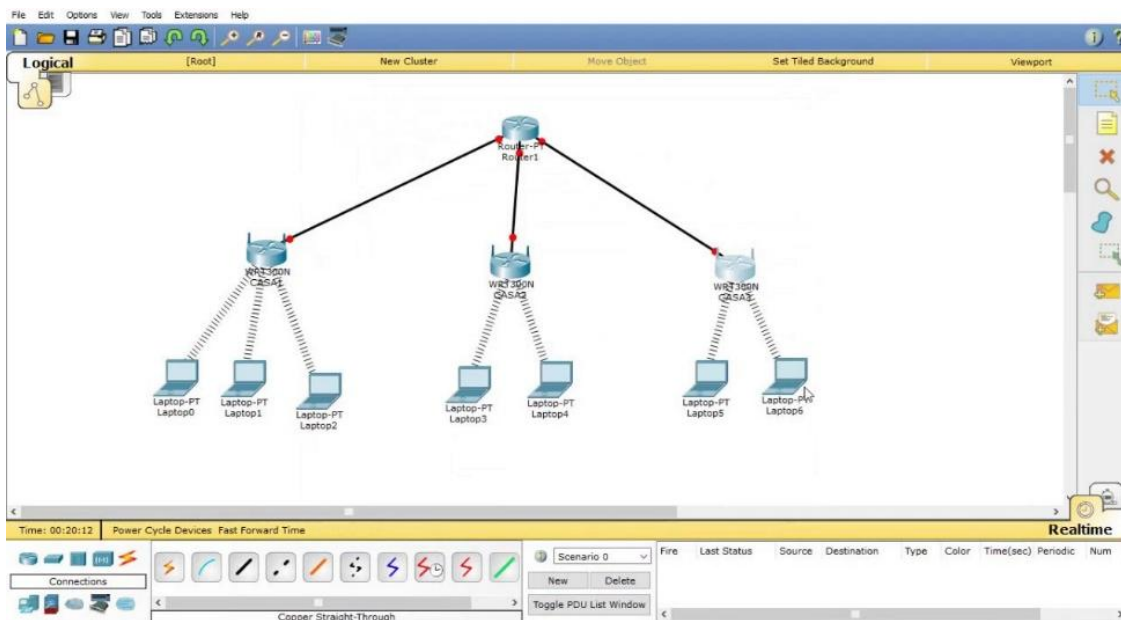 File Edit Options View Tools Extensions Help
Logical [Root] New Cluster Move Object Set Tiled Background Viewport
Router-PT
Router1
WRT300N
CASA1
WRT300N
CASA2
WRT300N
CASA3
Laptop-PT
Laptop0
Laptop-PT
Laptop1
Laptop-PT
Laptop2
Laptop-PT
Laptop3
Laptop-PT
Laptop4
Laptop-PT
Laptop5
Laptop-PT
Laptop6
Time: 00:20:12 Power Cycle Devices Fast Forward Time Realtime
Connections
Copper Straight-Through
Scenario 0
New Delete
Toggle PDU List Window
Fire Last Status Source Destination Type Color Time(sec) Periodic Num